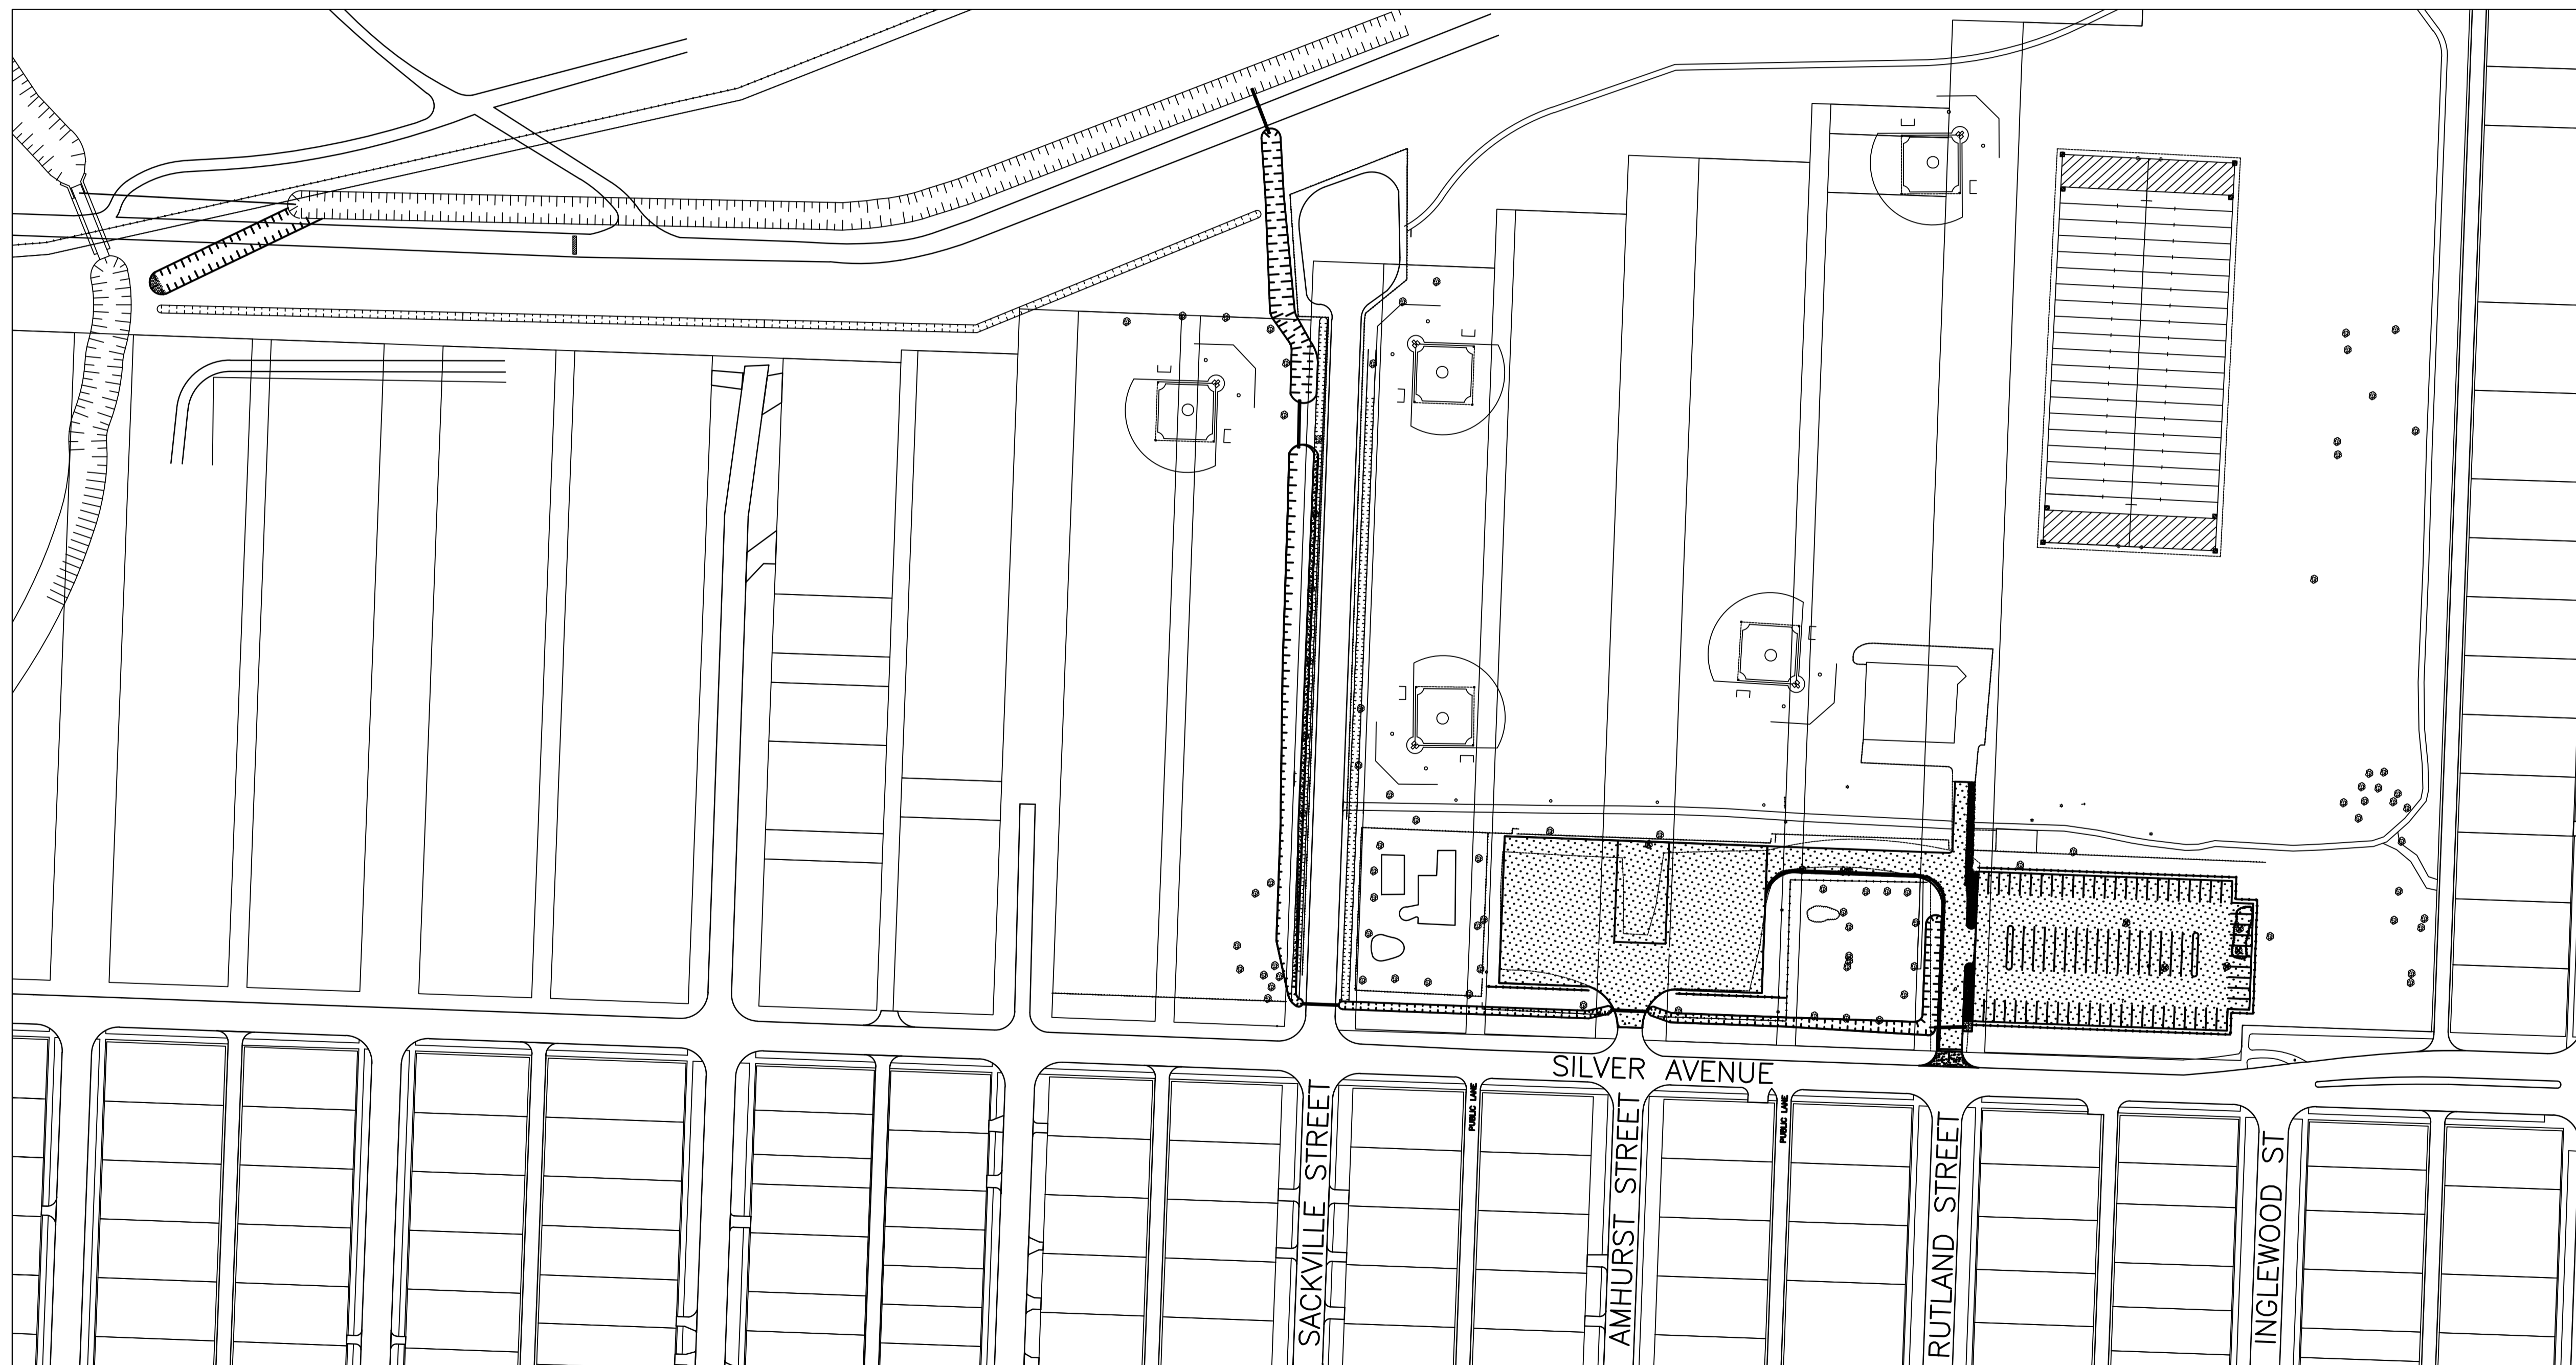 SILVER AVENUE
SACKVILLE STREET
PUBLIC LANE
AMHURST STREET
PUBLIC LANE
RUTLAND STREET
INGLEWOOD ST